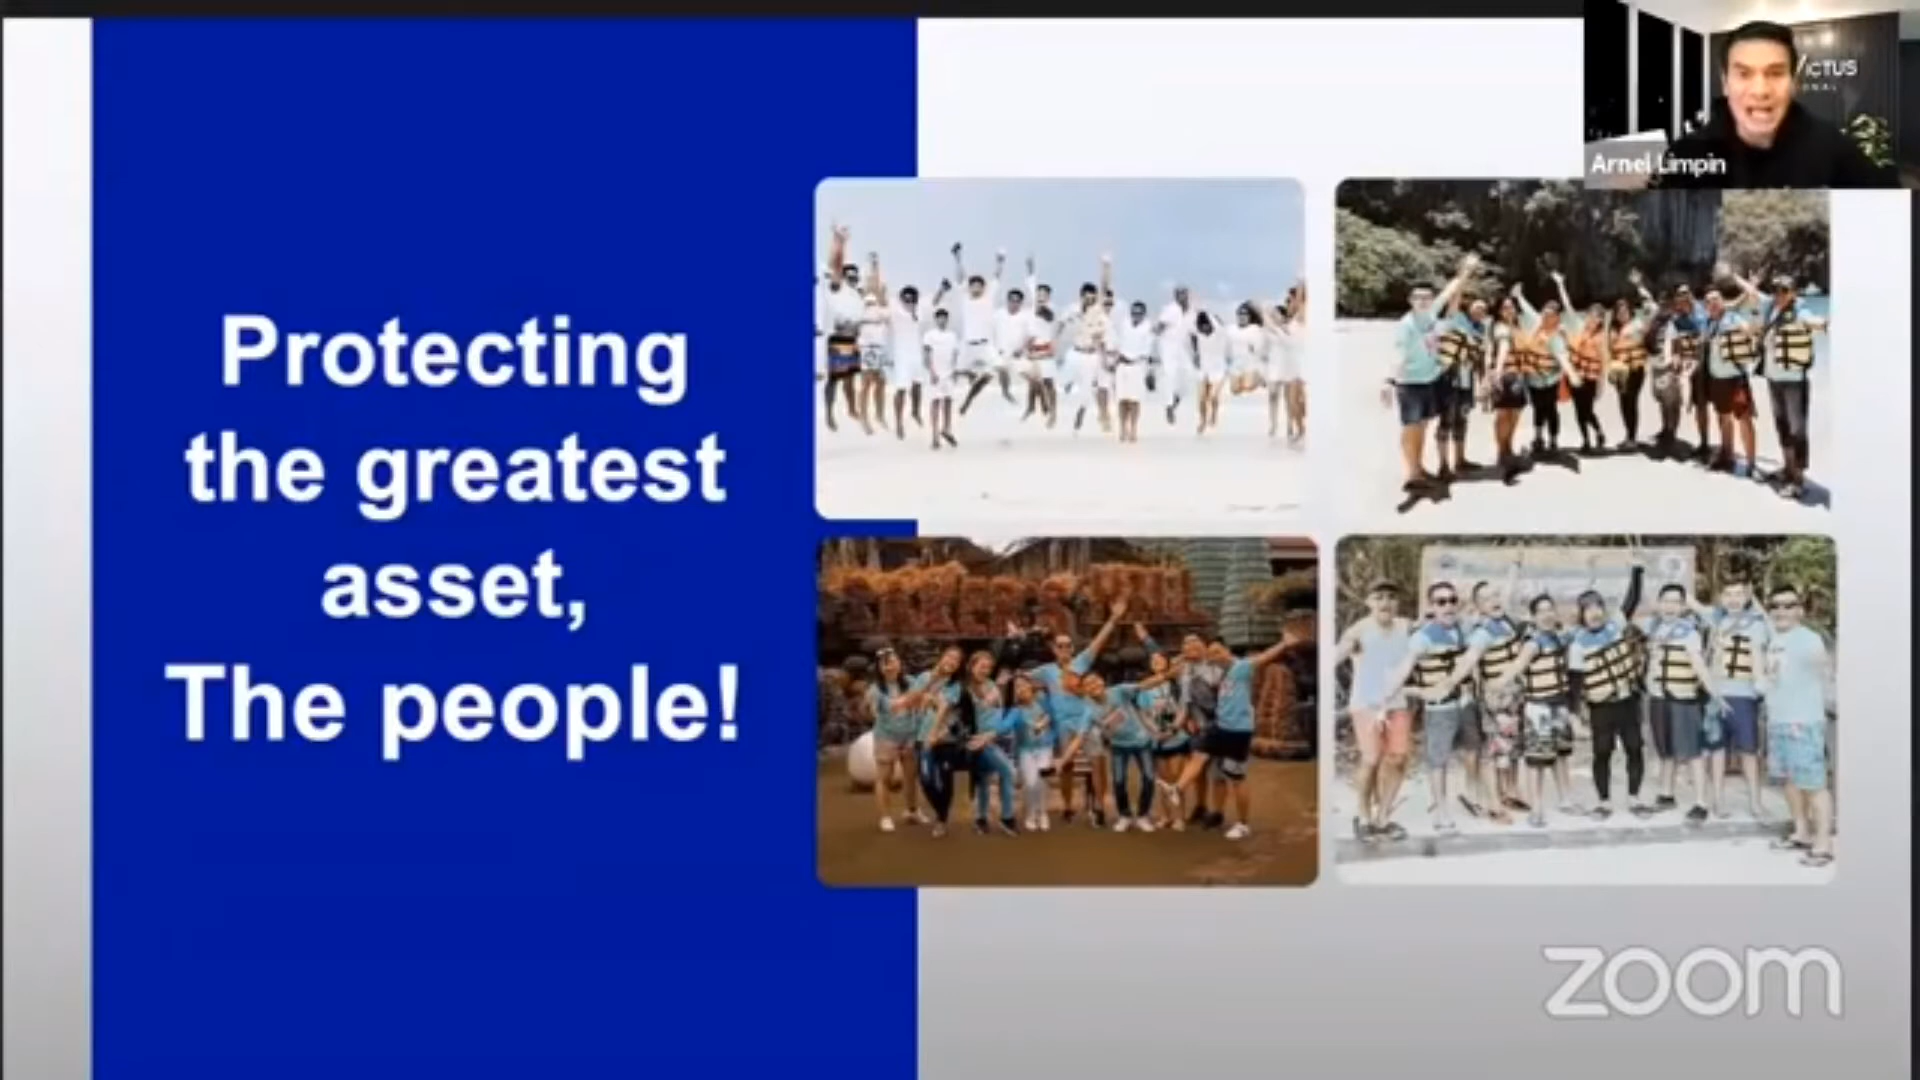 Protecting
the greatest
asset,
The people!
Arnel Limpin
zoom